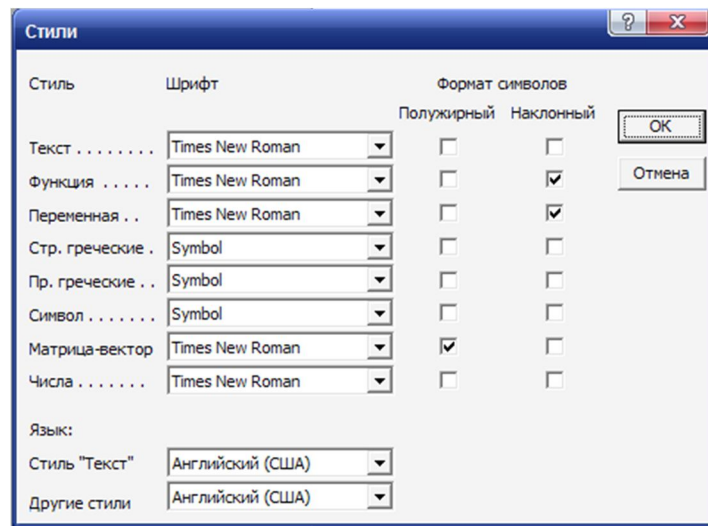 Стили
Стиль Шрифт Формат символов
Полужирный Наклонный
OK
Текст . . . . . . . . Times New Roman
Функция . . . . . Times New Roman
Отмена
Переменная . . Times New Roman
Стр. греческие . Symbol
Пр. греческие . . Symbol
Символ . . . . . . . Symbol
Матрица-вектор Times New Roman
Числа . . . . . . . Times New Roman
Язык:
Стиль "Текст" Английский (США)
Другие стили Английский (США)